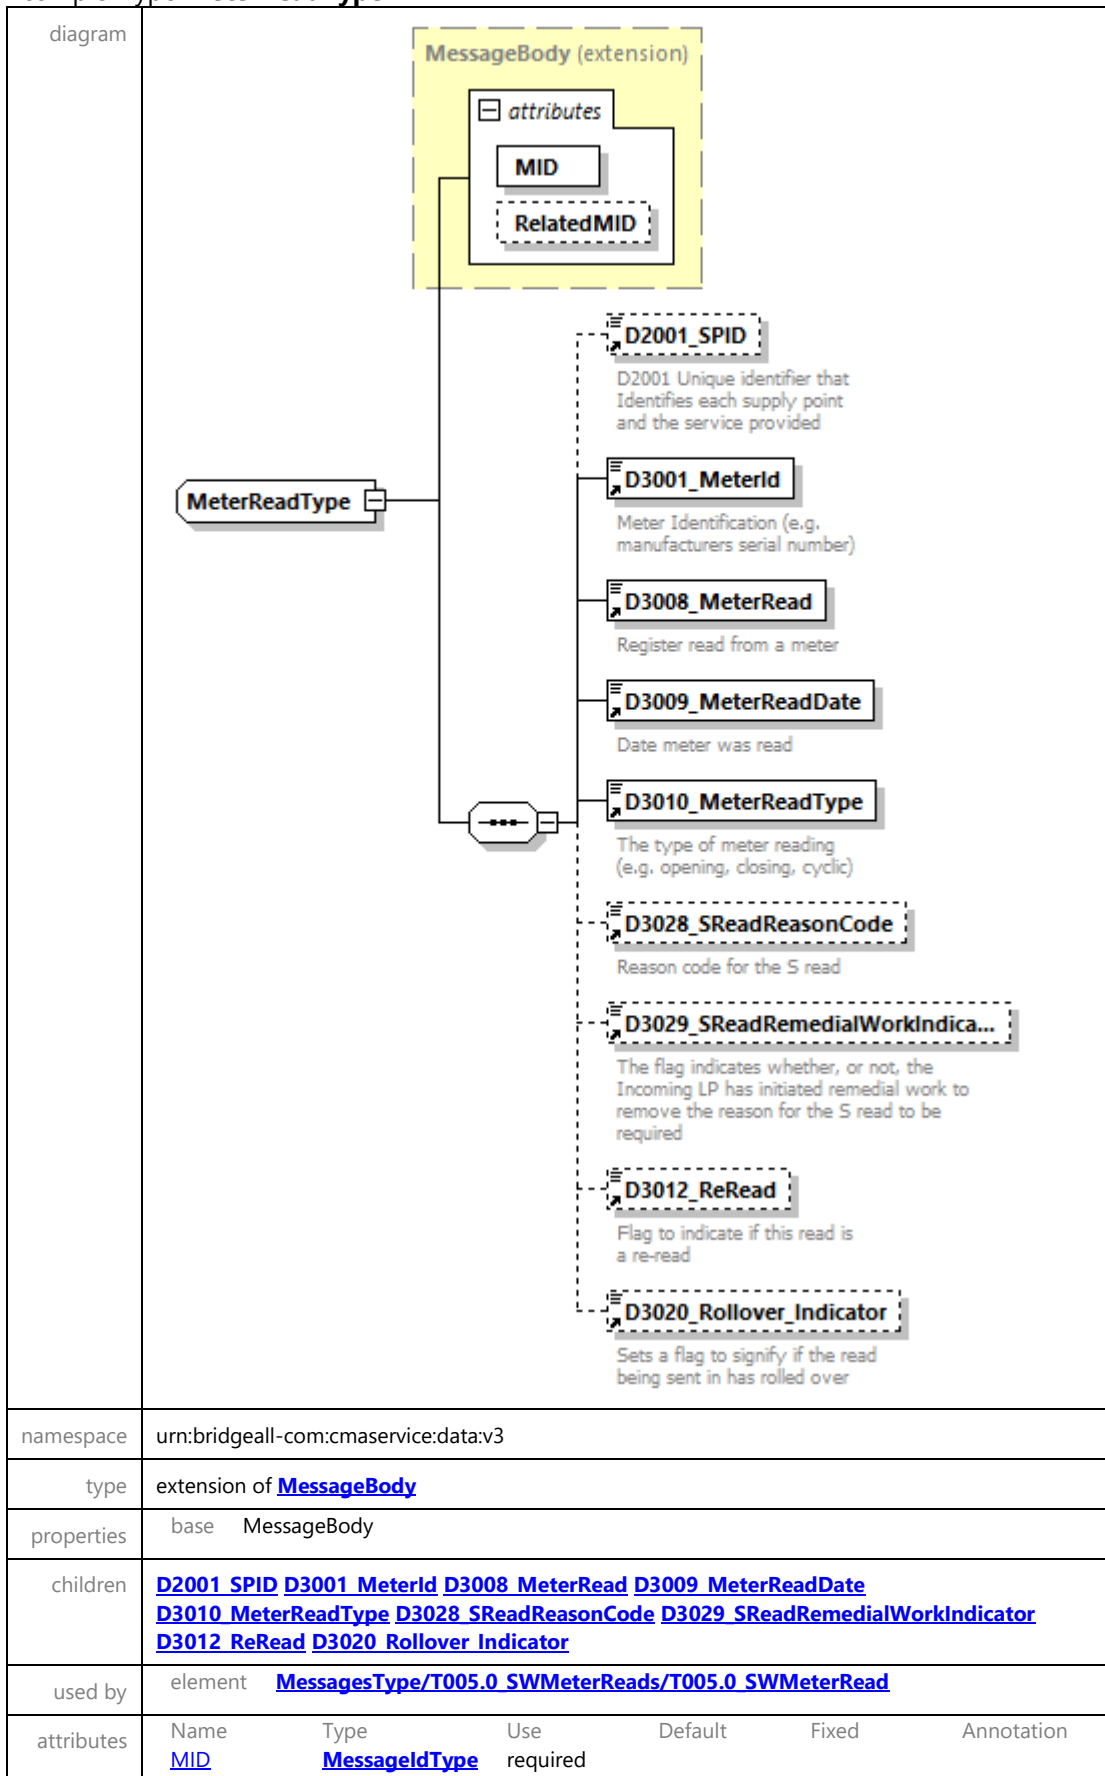 diagram
MessageBody (extension)
attributes
MID
RelatedMID
D2001_SPID
D2001 Unique identifier that
Identifies each supply point
and the service provided
D3001_MeterId
MeterReadType
Meter Identification (e.g.
manufacturers serial number)
D3008_MeterRead
Register read from a meter
D3009_MeterReadDate
Date meter was read
D3010_MeterReadType
The type of meter reading
(e.g. opening, closing, cyclic)
D3028_SReadReasonCode
Reason code for the S read
D3029_SReadRemedialWorkIndica...
The flag indicates whether, or not, the
Incoming LP has initiated remedial work to
remove the reason for the S read to be
required
D3012_ReRead
Flag to indicate if this read is
a re-read
D3020_Rollover_Indicator
Sets a flag to signify if the read
being sent in has rolled over
namespace urn:bridgeall-com:cmaservice:data:v3
type extension of MessageBody
properties base MessageBody
children D2001_SPID D3001_MeterId D3008_MeterRead D3009_MeterReadDate
D3010_MeterReadType D3028_SReadReasonCode D3029_SReadRemedialWorkIndicator
D3012_ReRead D3020_Rollover_Indicator
used by element MessagesType/T005.0_SWMeterReads/T005.0_SWMeterRead
attributes Name Type Use Default Fixed Annotation
MID MessageIdType required